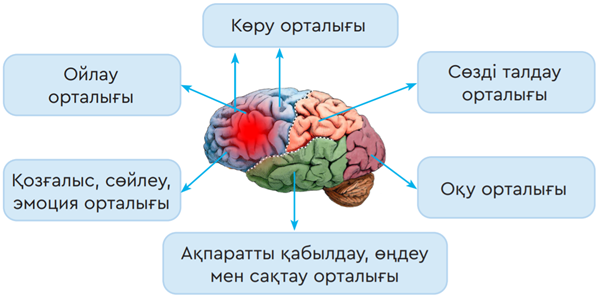 Көру орталығы
Ойлау
орталығы
Сөзді талдау
орталығы
Қозғалыс, сөйлеу,
эмоция орталығы
Оқу орталығы
Ақпаратты қабылдау, өңдеу
мен сақтау орталығы